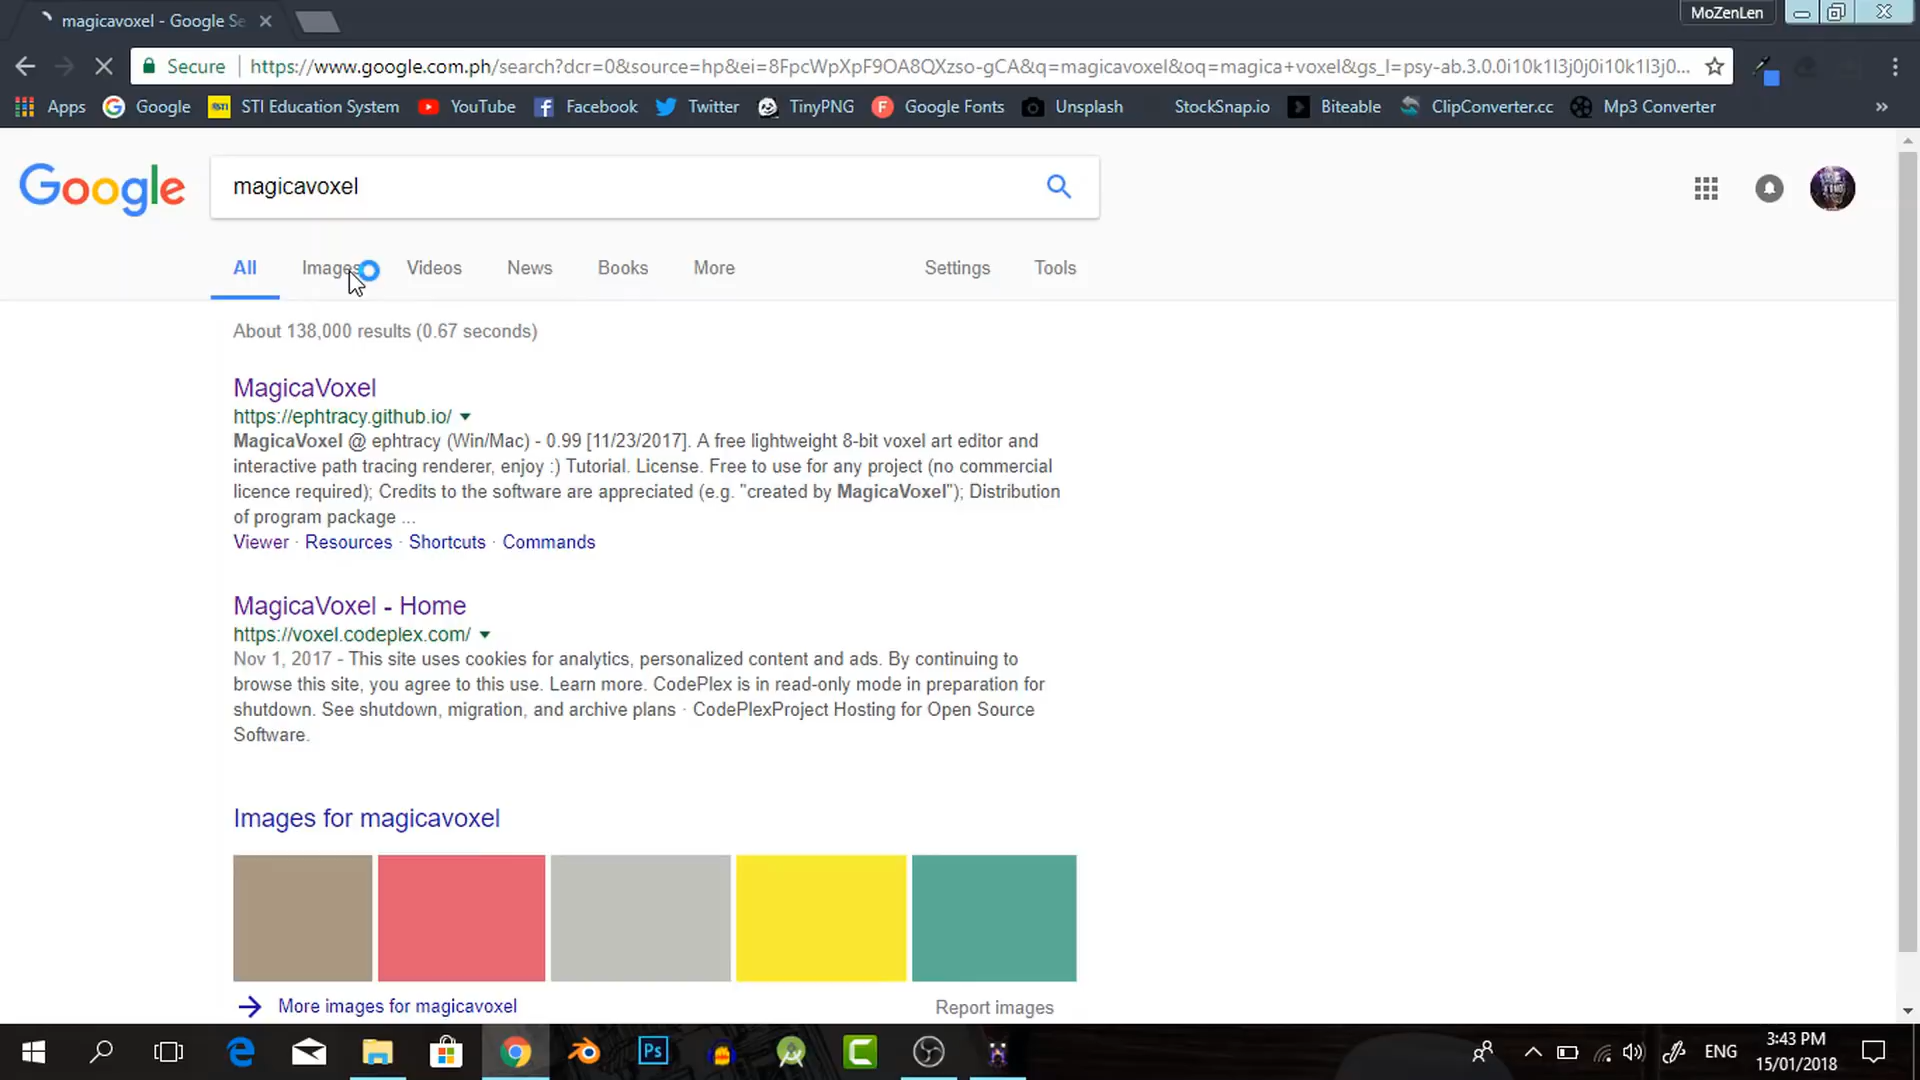 magicavoxel - Google Se
MoZenLen
Secure
https://www.google.com.ph/search?dcr=0&source=hp&ei=8FpcWpXpF9OA8QXzso-gCA&q=magicavoxel&oq=magica+voxel&gs_l=psy-ab.3.0.0i10k1l3j0j0i10k1l3j0...
Apps Google STI Education System YouTube Facebook Twitter TinyPNG Google Fonts Unsplash StockSnap.io Biteable ClipConverter.cc Mp3 Converter »
Google
magicavoxel
All Images Videos News Books More Settings Tools
About 138,000 results (0.67 seconds)
MagicaVoxel
https://ephtracy.github.io/
MagicaVoxel @ ephtracy (Win/Mac) - 0.99 [11/23/2017]. A free lightweight 8-bit voxel art editor and
interactive path tracing renderer, enjoy :) Tutorial. License. Free to use for any project (no commercial
licence required); Credits to the software are appreciated (e.g. "created by MagicaVoxel"); Distribution
of program package ...
Viewer · Resources · Shortcuts · Commands
MagicaVoxel - Home
https://voxel.codeplex.com/
Nov 1, 2017 - This site uses cookies for analytics, personalized content and ads. By continuing to
browse this site, you agree to this use. Learn more. CodePlex is in read-only mode in preparation for
shutdown. See shutdown, migration, and archive plans · CodePlexProject Hosting for Open Source
Software.
Images for magicavoxel
More images for magicavoxel
Report images
Ps
ENG
3:43 PM
15/01/2018